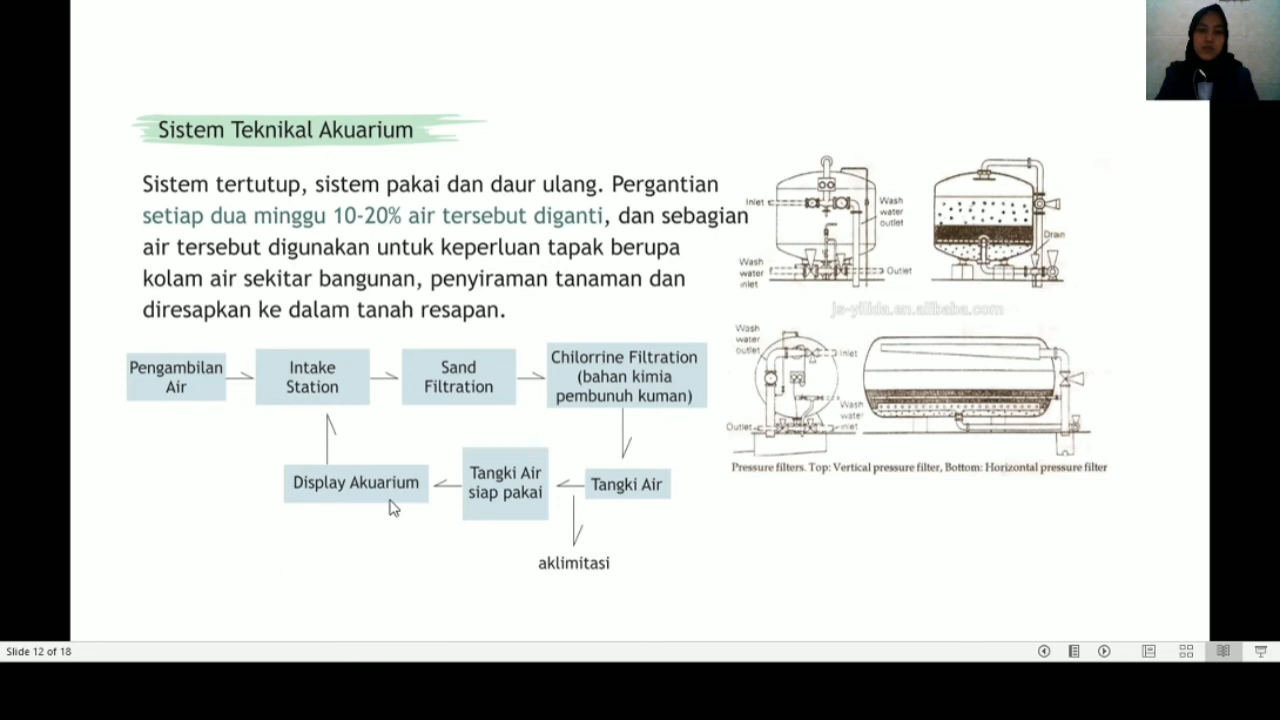 Sistem Teknikal Akuarium
Sistem tertutup, sistem pakai dan daur ulang. Pergantian
setiap dua minggu 10-20% air tersebut diganti, dan sebagian
air tersebut digunakan untuk keperluan tapak berupa
kolam air sekitar bangunan, penyiraman tanaman dan
diresapkan ke dalam tanah resapan.
Pengambilan
Air
Intake
Station
Sand
Filtration
Chilorrine Filtration
(bahan kimia
pembunuh kuman)
Display Akuarium
Tangki Air
siap pakai
Tangki Air
aklimitasi
Inlet
Wash
water
outlet
Wash
water
inlet
Outlet
Drain
js-yilida.en.alibaba.com
Wash
water
outlet
Inlet
Wash
water
inlet
Outlet
Pressure filters. Top: Vertical pressure filter, Bottom: Horizontal pressure filter
Slide 12 of 18